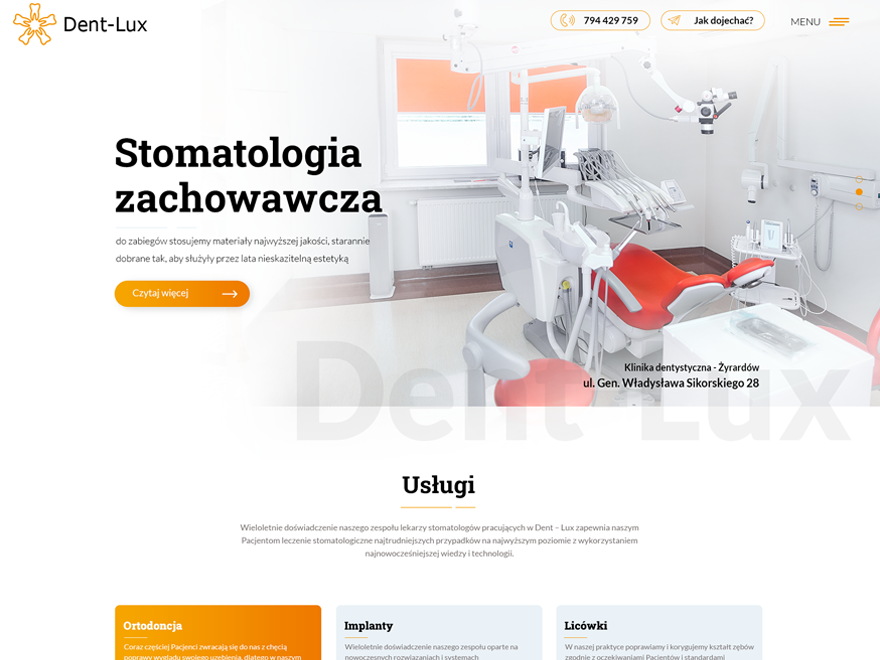 Dent-Lux
794 429 759
Jak dojechać?
MENU
Stomatologia
zachowawcza
do zabiegów stosujemy materiały najwyższej jakości, starannie
dobrane tak, aby służyły przez lata nieskazitelną estetyką
Czytaj więcej
Klinika dentystyczna - Żyrardów
ul. Gen. Władysława Sikorskiego 28
Dent-Lux
Usługi
Wieloletnie doświadczenie naszego zespołu lekarzy stomatologów pracujących w Dent – Lux zapewnia naszym
Pacjentom leczenie stomatologiczne najtrudniejszych przypadków na najwyższym poziomie z wykorzystaniem
najnowocześniejszej wiedzy i technologii.
Ortodoncja
Coraz częściej Pacjenci zwracają się do nas z chęcią
poprawy wyglądu swojego uzębienia, dlatego w naszym
Implanty
Wieloletnie doświadczenie naszego zespołu oparte na
nowoczesnych rozwiązaniach i systemach
Licówki
W naszej praktyce poprawiamy i korygujemy kształt zębów
zgodnie z oczekiwaniami Pacjentów i standardami